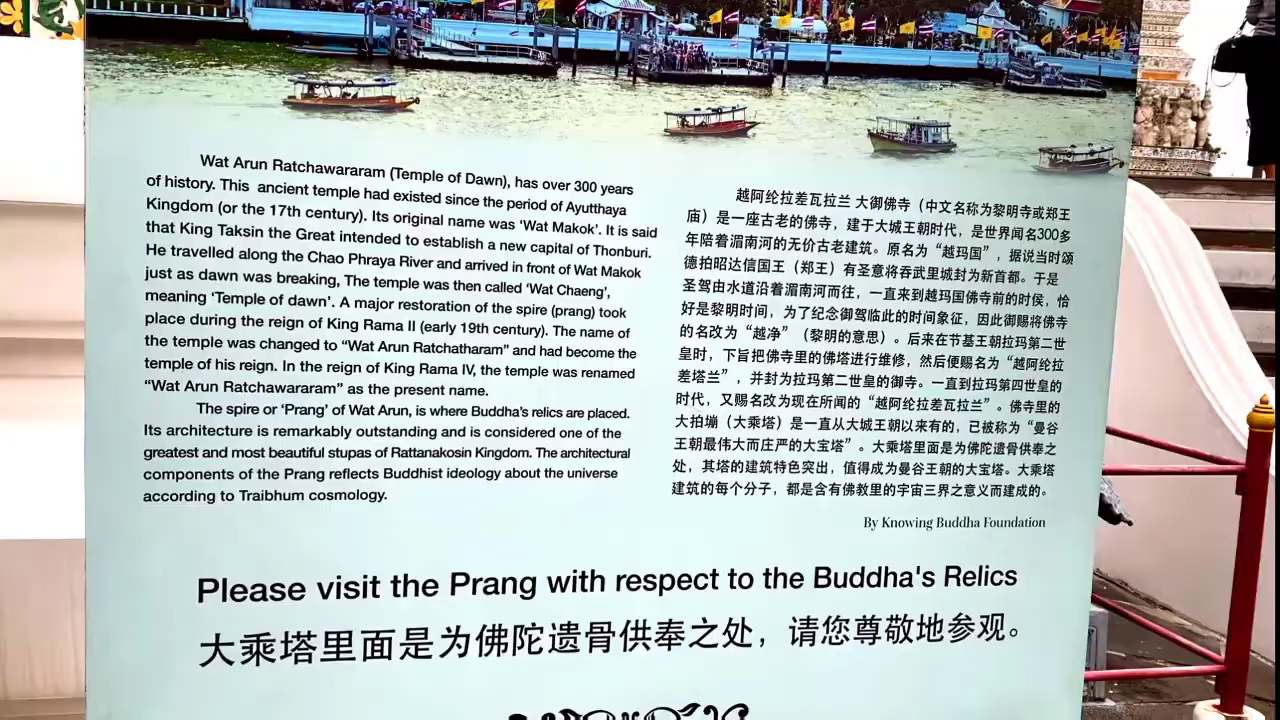 Wat Arun Ratchawararam (Temple of Dawn), has over 300 years
of history. This ancient temple had existed since the period of Ayutthaya
Kingdom (or the 17th century). Its original name was ‘Wat Makok’. It is said
that King Taksin the Great intended to establish a new capital of Thonburi.
He travelled along the Chao Phraya River and arrived in front of Wat Makok
just as dawn was breaking, The temple was then called ‘Wat Chaeng’,
meaning ‘Temple of dawn’. A major restoration of the spire (prang) took
place during the reign of King Rama II (early 19th century). The name of
the temple was changed to “Wat Arun Ratchatharam” and had become the
temple of his reign. In the reign of King Rama IV, the temple was renamed
“Wat Arun Ratchawararam” as the present name.
The spire or ‘Prang’ of Wat Arun, is where Buddha’s relics are placed.
Its architecture is remarkably outstanding and is considered one of the
greatest and most beautiful stupas of Rattanakosin Kingdom. The architectural
components of the Prang reflects Buddhist ideology about the universe
according to Traibhum cosmology.
越阿纶拉差瓦拉兰 大御佛寺（中文名称为黎明寺或郑王
庙）是一座古老的佛寺，建于大城王朝时代，是世界闻名300多
年陪着湄南河的无价古老建筑。原名为“越玛国”，据说当时颂
德拍昭达信国王（郑王）有圣意将吞武里城封为新首都。于是
圣驾由水道沿着湄南河而往，一直来到越玛国佛寺前的时侯，恰
好是黎明时间，为了纪念御驾临此的时间象征，因此御赐将佛寺
的名改为“越净”（黎明的意思）。后来在节基王朝拉玛第二世
皇时，下旨把佛寺里的佛塔进行维修，然后便赐名为“越阿纶拉
差塔兰”，并封为拉玛第二世皇的御寺。一直到拉玛第四世皇的
时代，又赐名改为现在所闻的“越阿纶拉差瓦拉兰”。佛寺里的
大拍塴（大乘塔）是一直从大城王朝以来有的，已被称为“曼谷
王朝最伟大而庄严的大宝塔”。大乘塔里面是为佛陀遗骨供奉之
处，其塔的建筑特色突出，值得成为曼谷王朝的大宝塔。大乘塔
建筑的每个分子，都是含有佛教里的宇宙三界之意义而建成的。
By Knowing Buddha Foundation
Please visit the Prang with respect to the Buddha's Relics
大乘塔里面是为佛陀遗骨供奉之处，请您尊敬地参观。